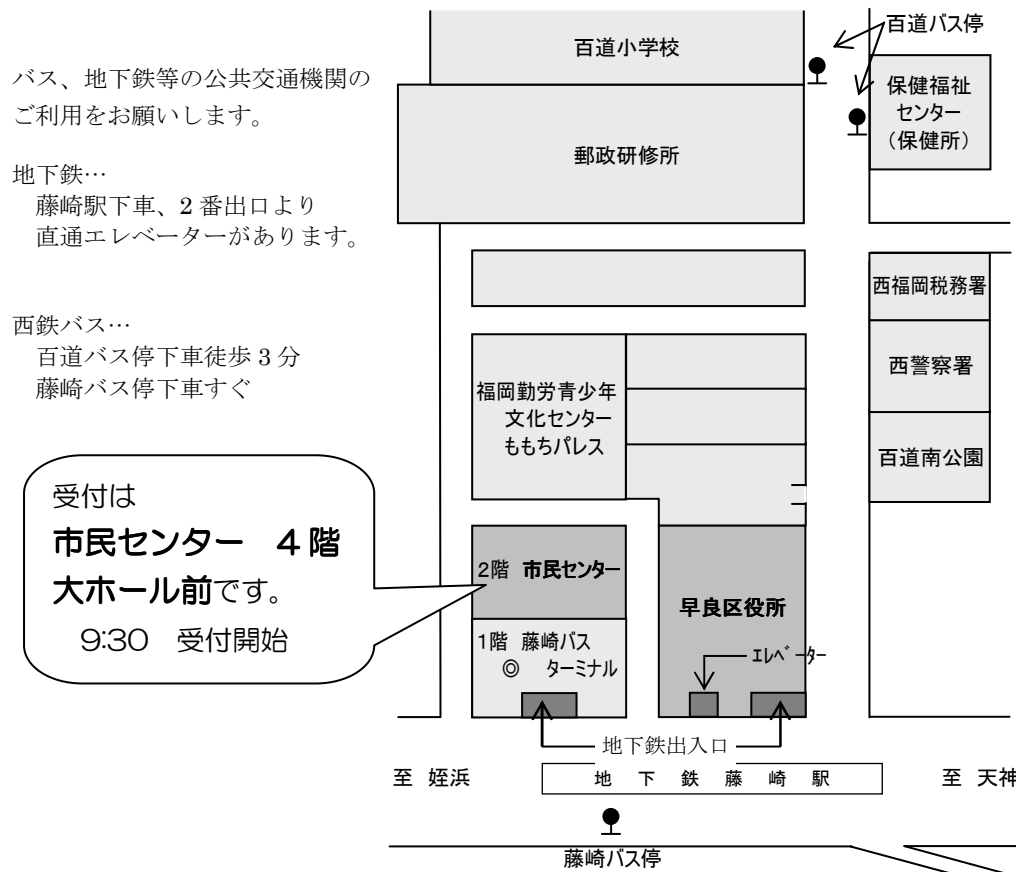 バス、地下鉄等の公共交通機関の
ご利用をお願いします。
地下鉄…
藤崎駅下車、2 番出口より
直通エレベーターがあります。
西鉄バス…
百道バス停下車徒歩 3 分
藤崎バス停下車すぐ
受付は
市民センター　4 階
大ホール前です。
9:30　受付開始
百道小学校
百道バス停
保健福祉
センター
（保健所）
郵政研修所
西福岡税務署
西警察署
百道南公園
福岡勤労青少年
文化センター
ももちパレス
2階 市民センター
1階 藤崎バス
◎ ターミナル
早良区役所
エレベーター
地下鉄出入口
至 姪浜
地 下 鉄 藤 崎 駅
至 天神
藤崎バス停